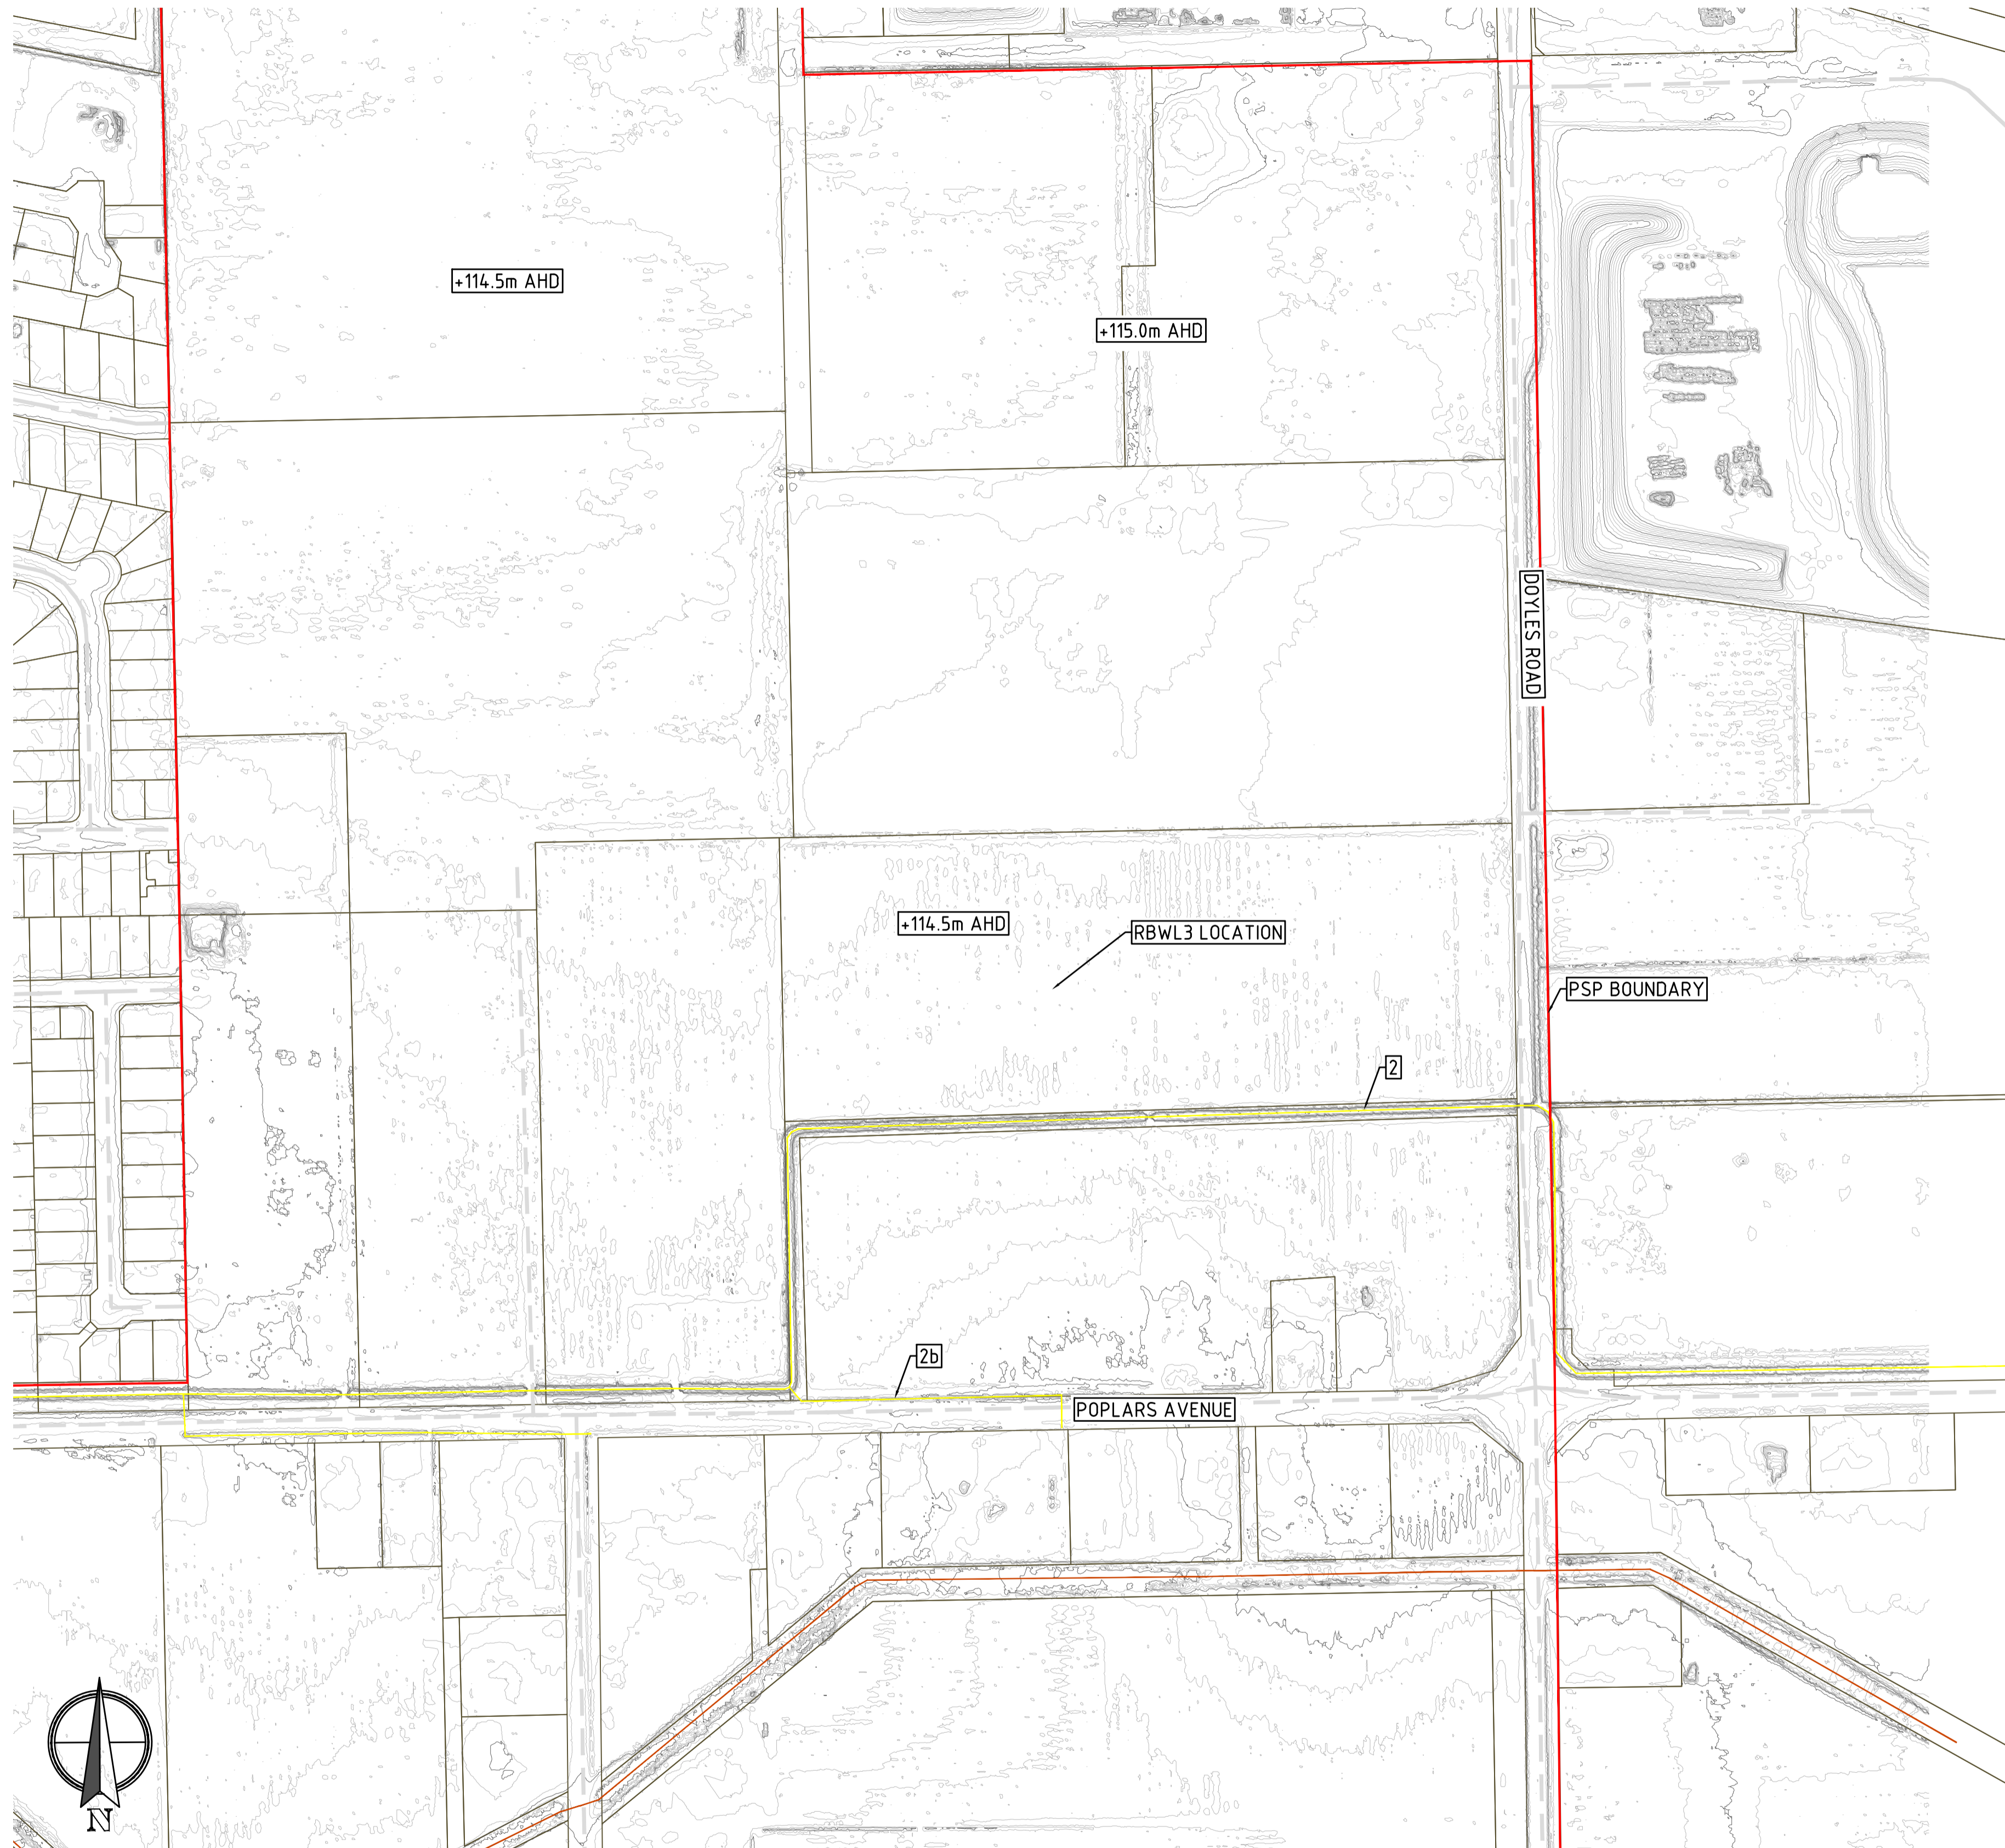 +114.5m AHD
+115.0m AHD
DOYLES ROAD
+114.5m AHD
RBWL3 LOCATION
PSP BOUNDARY
2
2b
POPLARS AVENUE
N